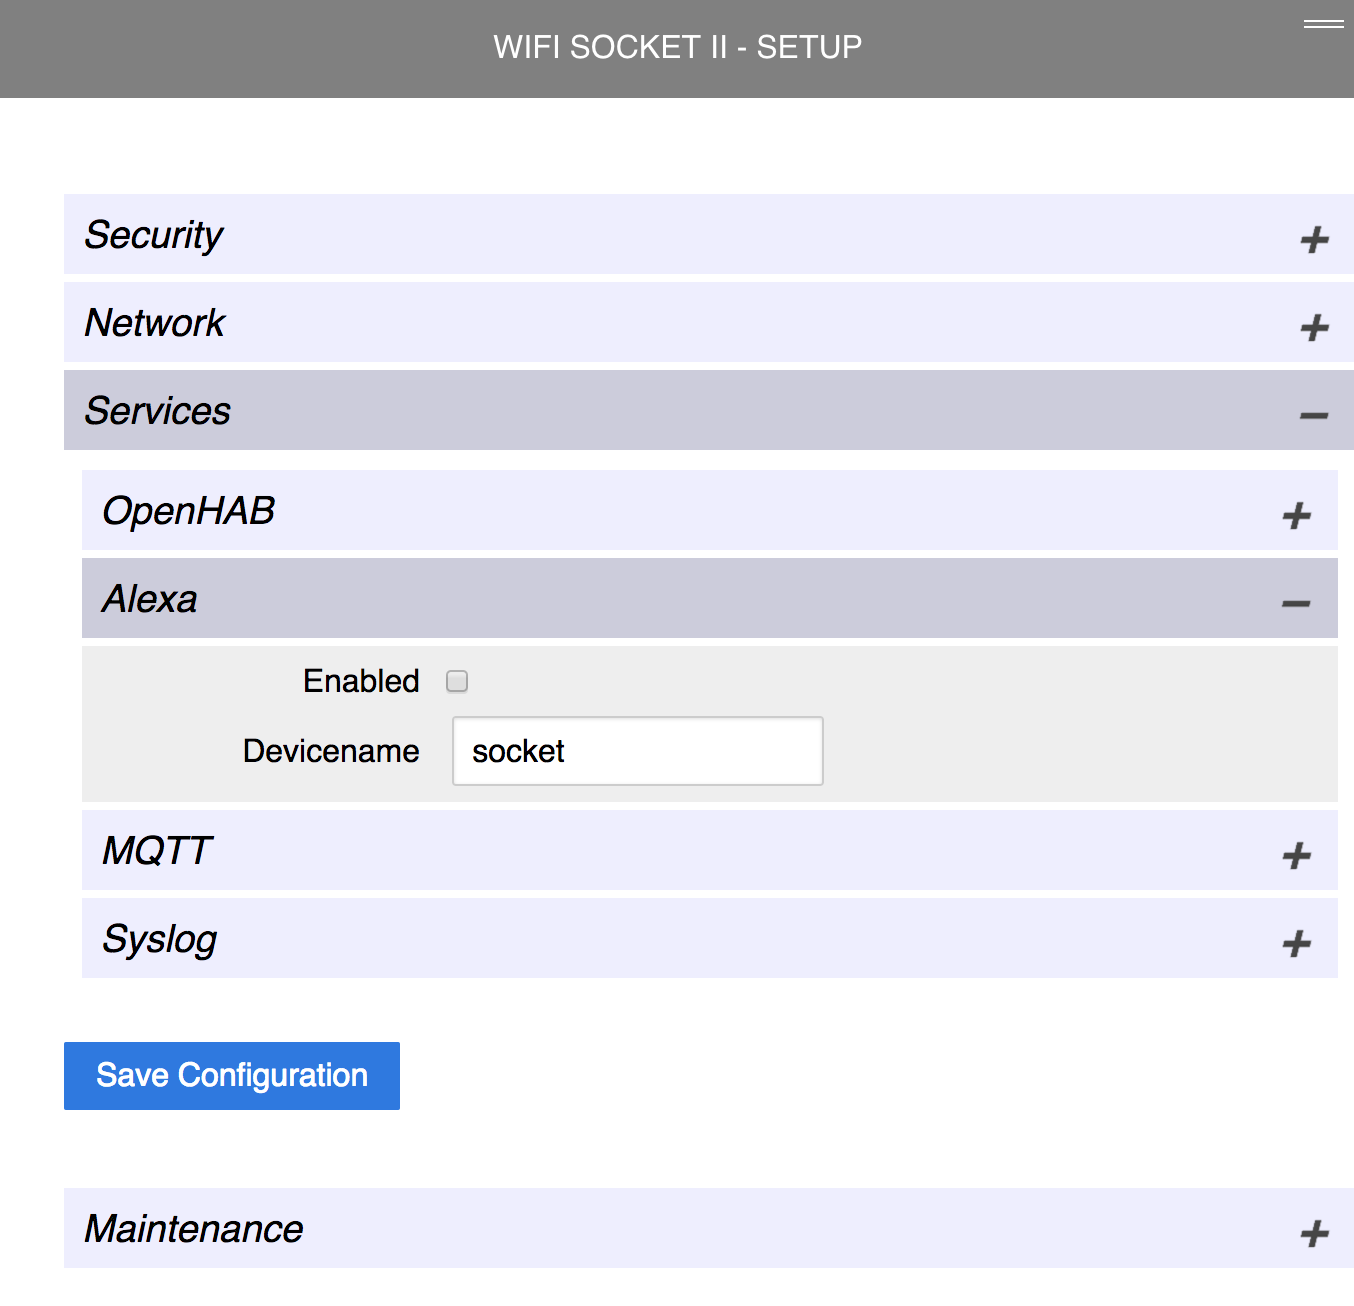 WIFI SOCKET II - SETUP
Security
Network
Services
OpenHAB
Alexa
Enabled
Devicename socket
MQTT
Syslog
Save Configuration
Maintenance